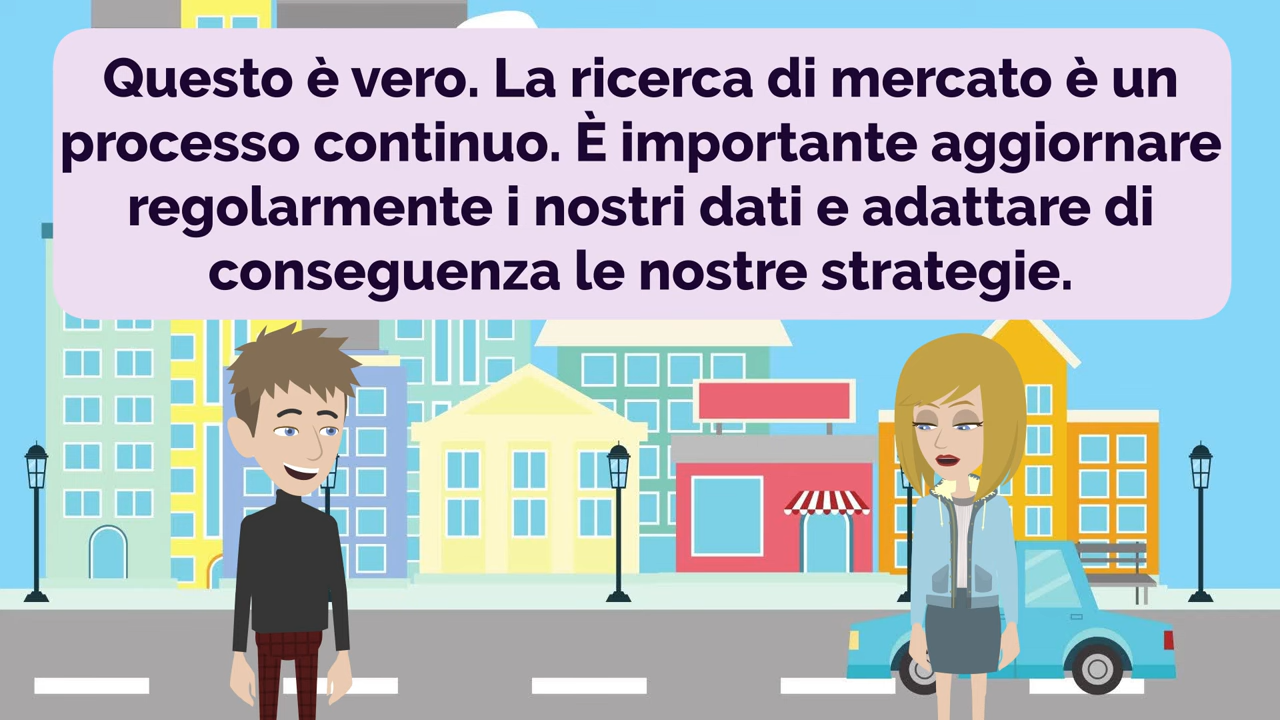 Questo è vero. La ricerca di mercato è un
processo continuo. È importante aggiornare
regolarmente i nostri dati e adattare di
conseguenza le nostre strategie.